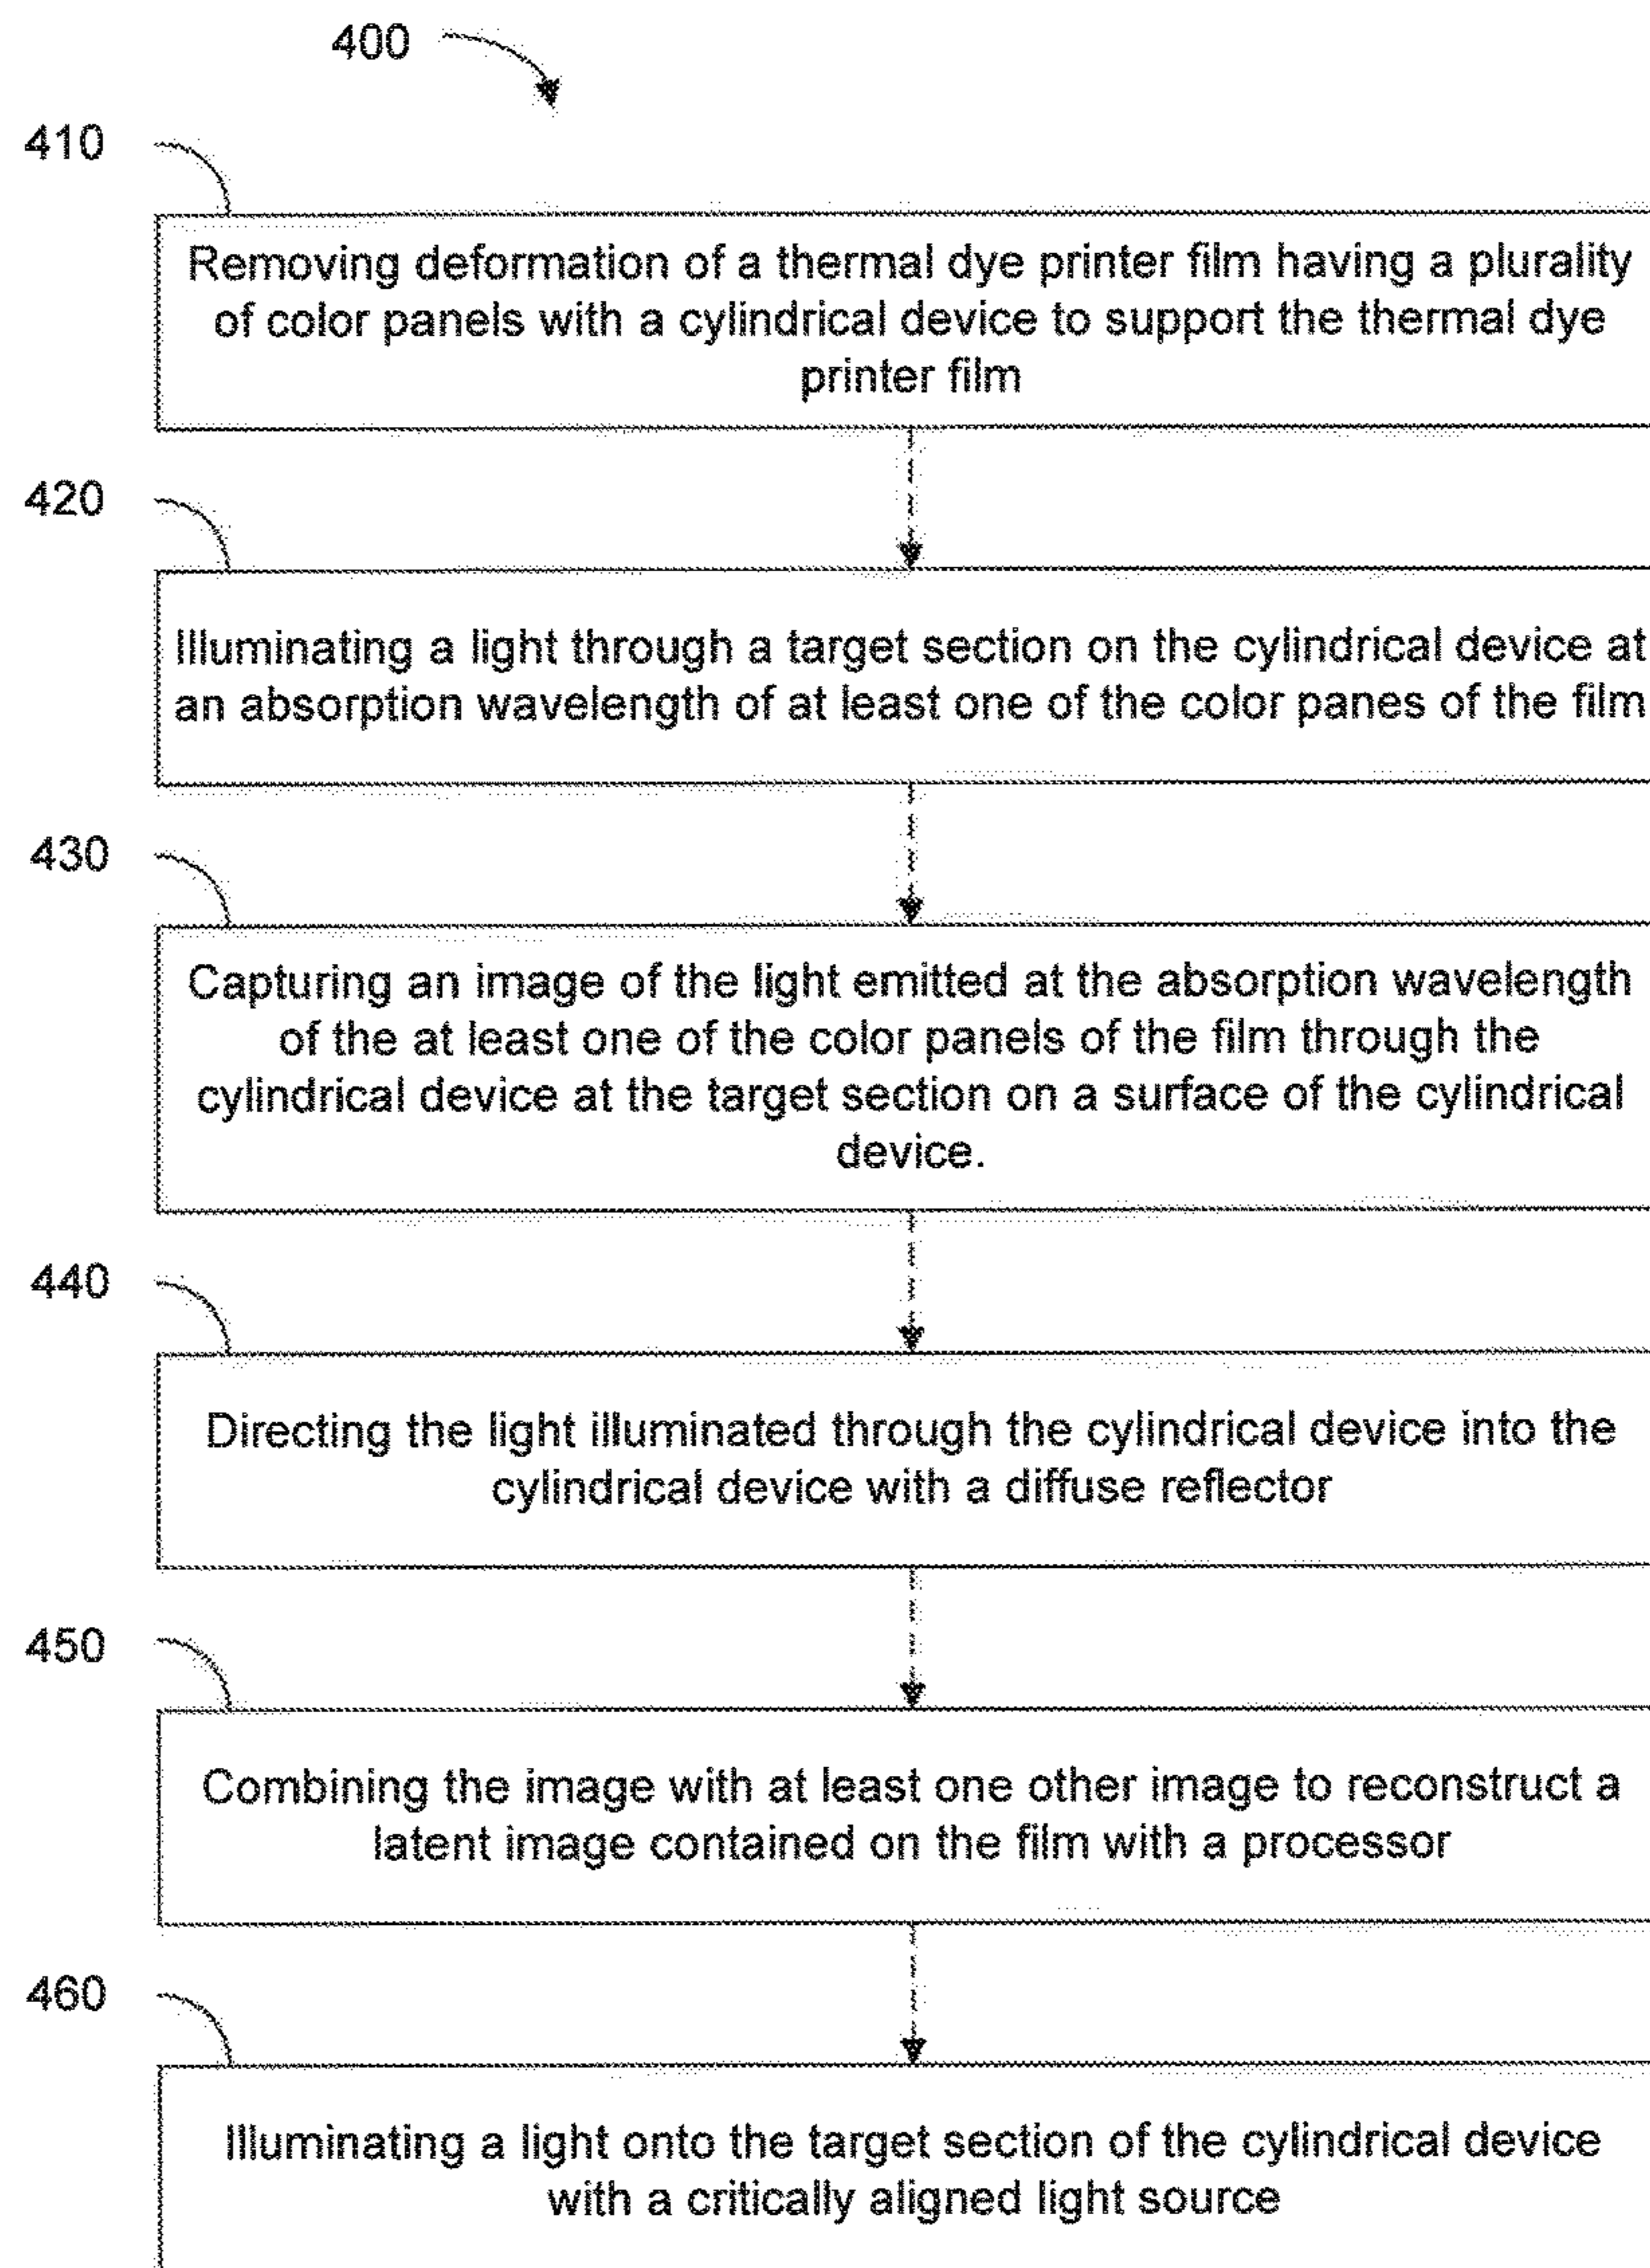 400
410
Removing deformation of a thermal dye printer film having a plurality
of color panels with a cylindrical device to support the thermal dye
printer film
420
Illuminating a light through a target section on the cylindrical device at
an absorption wavelength of at least one of the color panes of the film
430
Capturing an image of the light emitted at the absorption wavelength
of the at least one of the color panels of the film through the
cylindrical device at the target section on a surface of the cylindrical
device.
440
Directing the light illuminated through the cylindrical device into the
cylindrical device with a diffuse reflector
450
Combining the image with at least one other image to reconstruct a
latent image contained on the film with a processor
460
Illuminating a light onto the target section of the cylindrical device
with a critically aligned light source